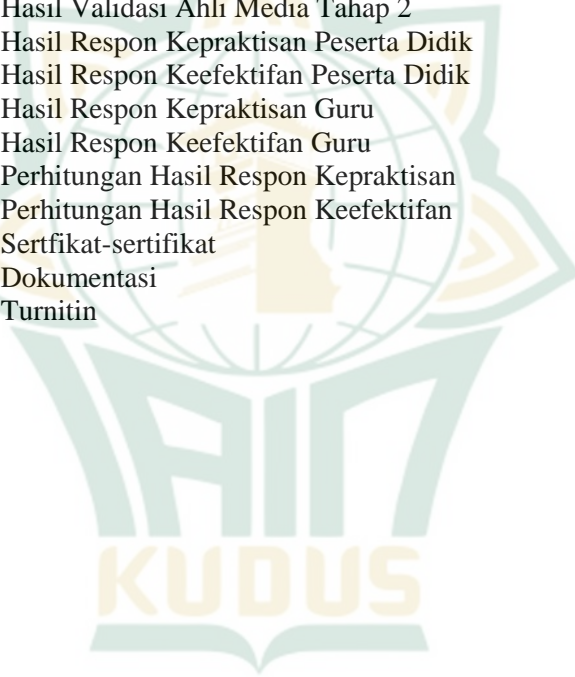 Hasil Validasi Ahli Media Tahap 2
Hasil Respon Kepraktisan Peserta Didik
Hasil Respon Keefektifan Peserta Didik
Hasil Respon Kepraktisan Guru
Hasil Respon Keefektifan Guru
Perhitungan Hasil Respon Kepraktisan
Perhitungan Hasil Respon Keefektifan
Sertfikat-sertifikat
Dokumentasi
Turnitin
IAIN
KUDUS